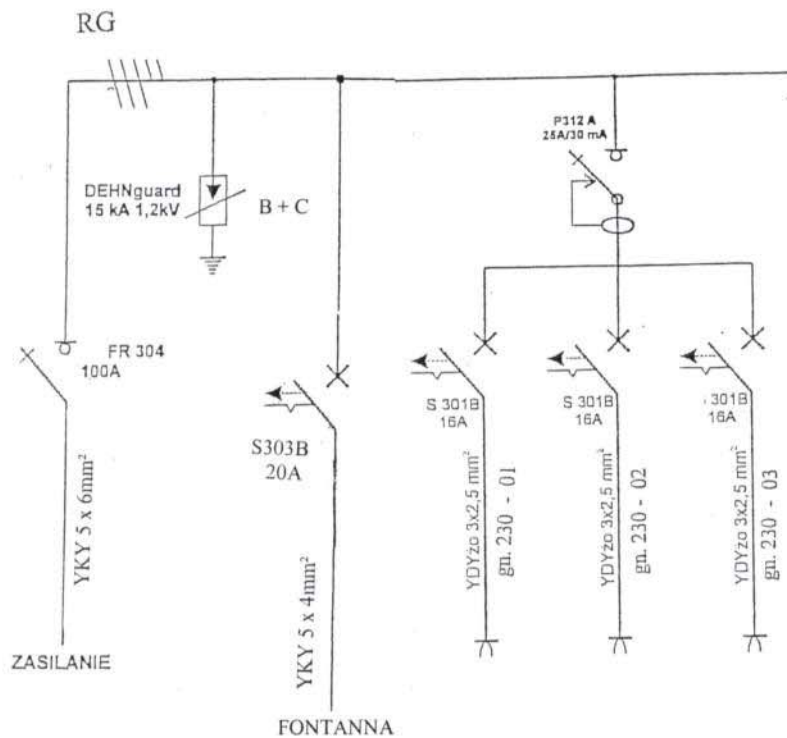 RG
P312 A
25A/30 mA
DEHNguard
15 kA 1,2kV
B + C
FR 304
100A
S 301B
16A
S 301B
16A
301B
16A
S303B
20A
YKY 5 x 6mm²
YKY 5 x 4mm²
YDYżo 3x2,5 mm²
gn. 230 - 01
YDYżo 3x2,5 mm²
gn. 230 - 02
YDYżo 3x2,5 mm²
gn. 230 - 03
ZASILANIE
FONTANNA